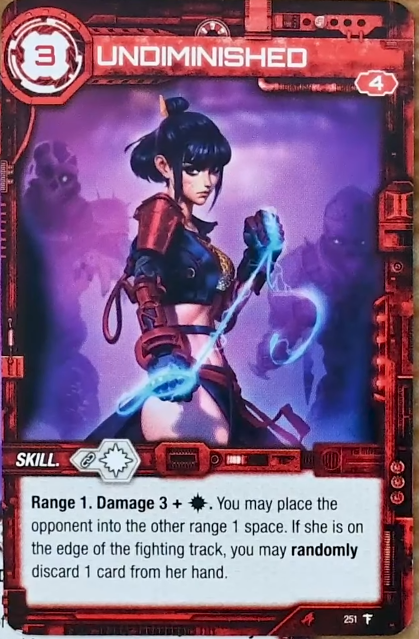 3
UNDIMINISHED
4
SKILL.
Range 1. Damage 3 + . You may place the
opponent into the other range 1 space. If she is on
the edge of the fighting track, you may randomly
discard 1 card from her hand.
251